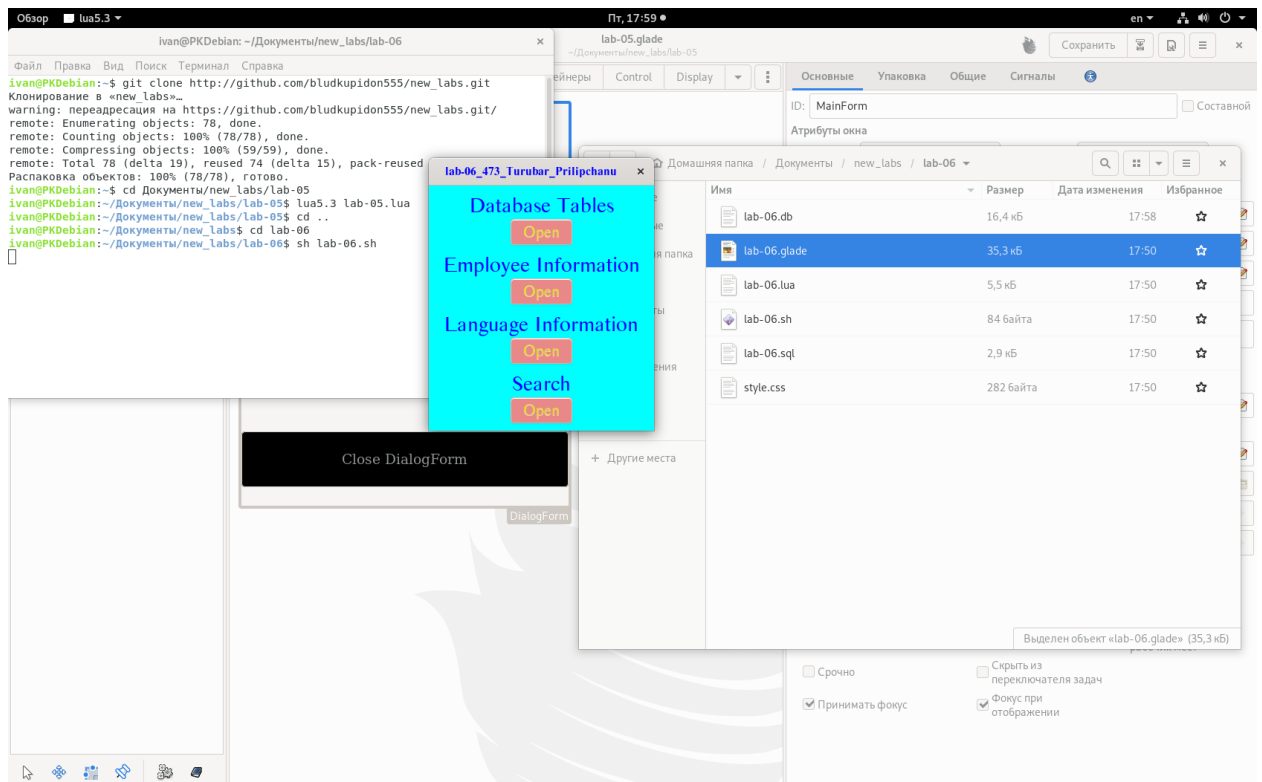 Обзор lua5.3 Пт, 17:59 en
ivan@PKDebian: ~/Документы/new_labs/lab-06
Файл Правка Вид Поиск Терминал Справка
ivan@PKDebian:~$ git clone http://github.com/bludkupidon555/new_labs.git
Клонирование в «new_labs»…
warning: переадресация на https://github.com/bludkupidon555/new_labs.git/
remote: Enumerating objects: 78, done.
remote: Counting objects: 100% (78/78), done.
remote: Compressing objects: 100% (59/59), done.
remote: Total 78 (delta 19), reused 74 (delta 15), pack-reused
Распаковка объектов: 100% (78/78), готово.
ivan@PKDebian:~$ cd Документы/new_labs/lab-05
ivan@PKDebian:~/Документы/new_labs/lab-05$ lua5.3 lab-05.lua
ivan@PKDebian:~/Документы/new_labs/lab-05$ cd ..
ivan@PKDebian:~/Документы/new_labs$ cd lab-06
ivan@PKDebian:~/Документы/new_labs/lab-06$ sh lab-06.sh
lab-05.glade
~/Документы/new_labs/lab-05
Сохранить
Control Display
Основные Упаковка Общие Сигналы
ID: MainForm Составной
Атрибуты окна
lab-06_473_Turubar_Prilipchanu
Database Tables
Open
Employee Information
Open
Language Information
Open
Search
Open
Домашняя папка / Документы / new_labs / lab-06
Имя Размер Дата изменения Избранное
lab-06.db 16,4 кБ 17:58
lab-06.glade 35,3 кБ 17:50
lab-06.lua 5,5 кБ 17:50
lab-06.sh 84 байта 17:50
lab-06.sql 2,9 кБ 17:50
style.css 282 байта 17:50
папка
+ Другие места
Выделен объект «lab-06.glade» (35,3 кБ)
Close DialogForm
DialogForm
Срочно
Скрыть из
переключателя задач
Принимать фокус
Фокус при
отображении